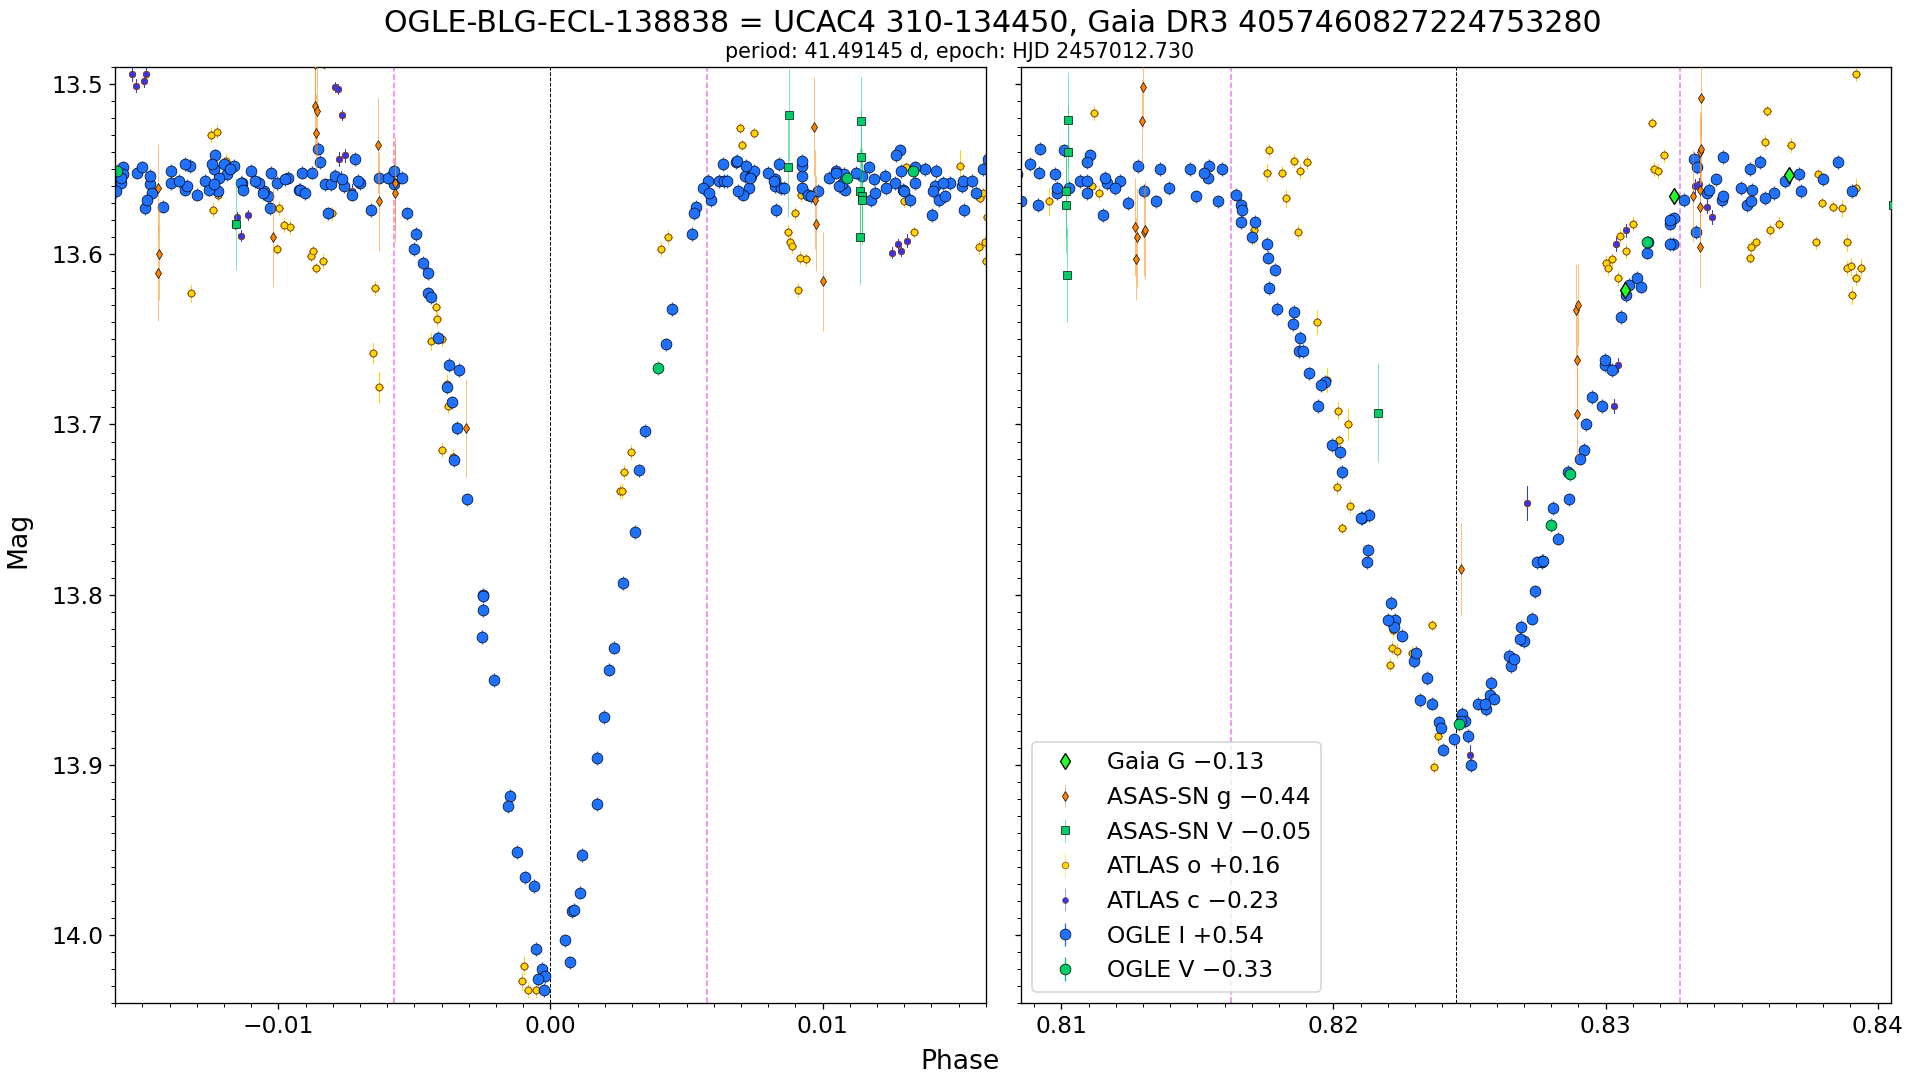 OGLE-BLG-ECL-138838 = UCAC4 310-134450, Gaia DR3 4057460827224753280
period: 41.49145 d, epoch: HJD 2457012.730
Mag
13.5
13.6
13.7
13.8
13.9
14.0
−0.01
0.00
0.01
0.81
0.82
0.83
0.84
Phase
Gaia G −0.13
ASAS-SN g −0.44
ASAS-SN V −0.05
ATLAS o +0.16
ATLAS c −0.23
OGLE I +0.54
OGLE V −0.33